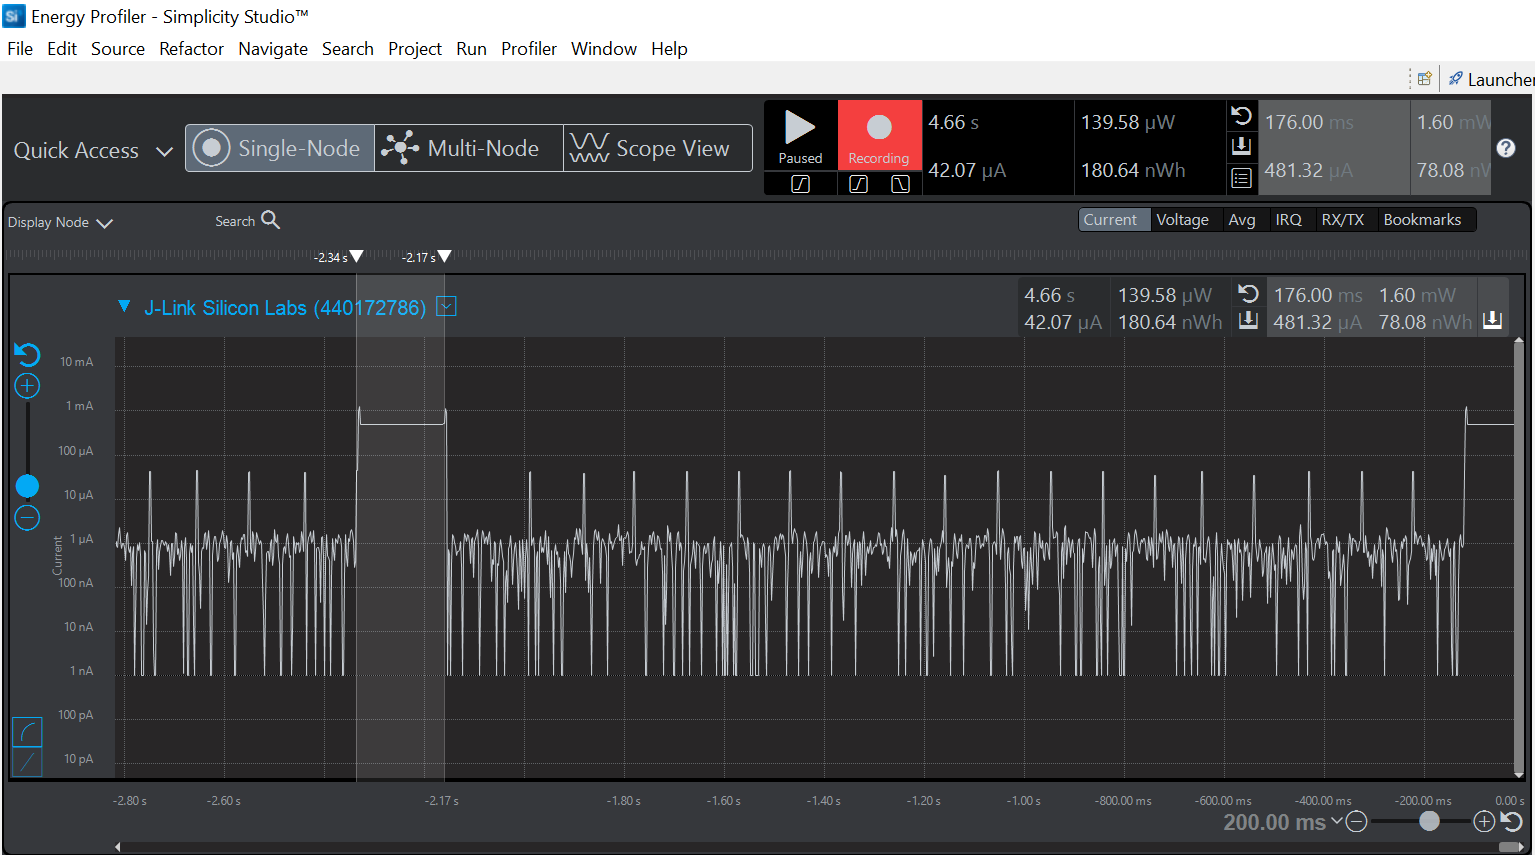 Si Energy Profiler - Simplicity Studio™
File Edit Source Refactor Navigate Search Project Run Profiler Window Help
Launcher
Quick Access Single-Node Multi-Node Scope View
Paused Recording
4.66 s 139.58 µW 176.00 ms 1.60 mW
42.07 µA 180.64 nWh 481.32 µA 78.08 nW
?
Display Node Search Current Voltage Avg IRQ RX/TX Bookmarks
-2.34 s -2.17 s
J-Link Silicon Labs (440172786)
4.66 s 139.58 µW 176.00 ms 1.60 mW
42.07 µA 180.64 nWh 481.32 µA 78.08 nWh
10 mA
1 mA
100 µA
10 µA
1 µA
100 nA
10 nA
1 nA
100 pA
10 pA
Current
-2.80 s -2.60 s -2.17 s -1.80 s -1.60 s -1.40 s -1.20 s -1.00 s -800.00 ms -600.00 ms -400.00 ms -200.00 ms 0.00 s
200.00 ms